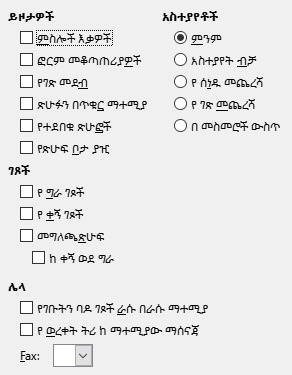 ይዞታዎች
ምስሎች እቃዎች
ፎርም መቆጣጠሪያዎች
የገጽ መደብ
ጽሁፉን በጥቁር ማተሚያ
የተደበቁ ጽሁፎች
የጽሁፍ ቦታ ያዢ
ገጾች
የ ግራ ገጾች
የ ቀኝ ገጾች
መግለጫጽሁፍ
ከ ቀኝ ወደ ግራ
ሌላ
የገቡትን ባዶ ገጾች ራሱ በራሱ ማተሚያ
የ ወረቀት ትሪ ከ ማተሚያው ማሰናጃ
Fax:
አስተያየቶች
ምንም
አስተያየት ብቻ
የ ሰነዱ መጨረሻ
የ ገጽ መጨረሻ
በ መስመሮች ውስጥ